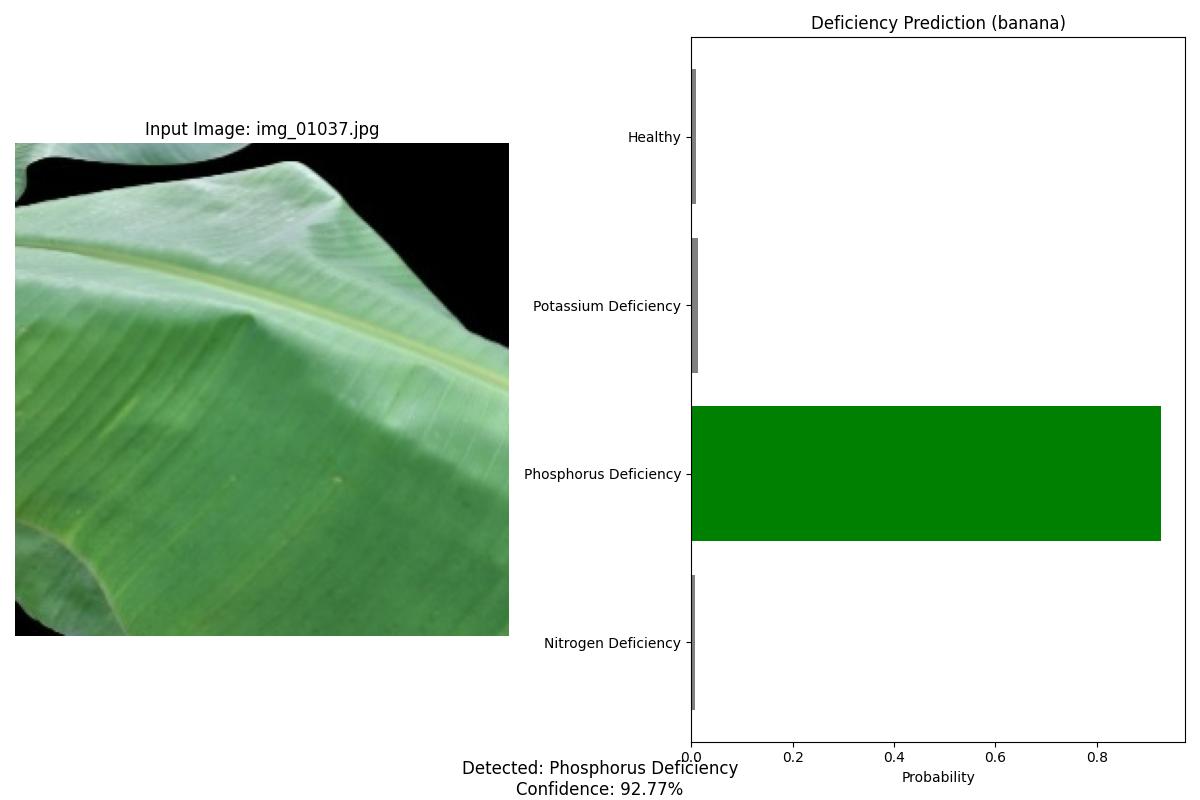 Input Image: img_01037.jpg
Deficiency Prediction (banana)
Healthy
Potassium Deficiency
Phosphorus Deficiency
Nitrogen Deficiency
0.0 0.2 0.4 0.6 0.8
Probability
Detected: Phosphorus Deficiency
Confidence: 92.77%